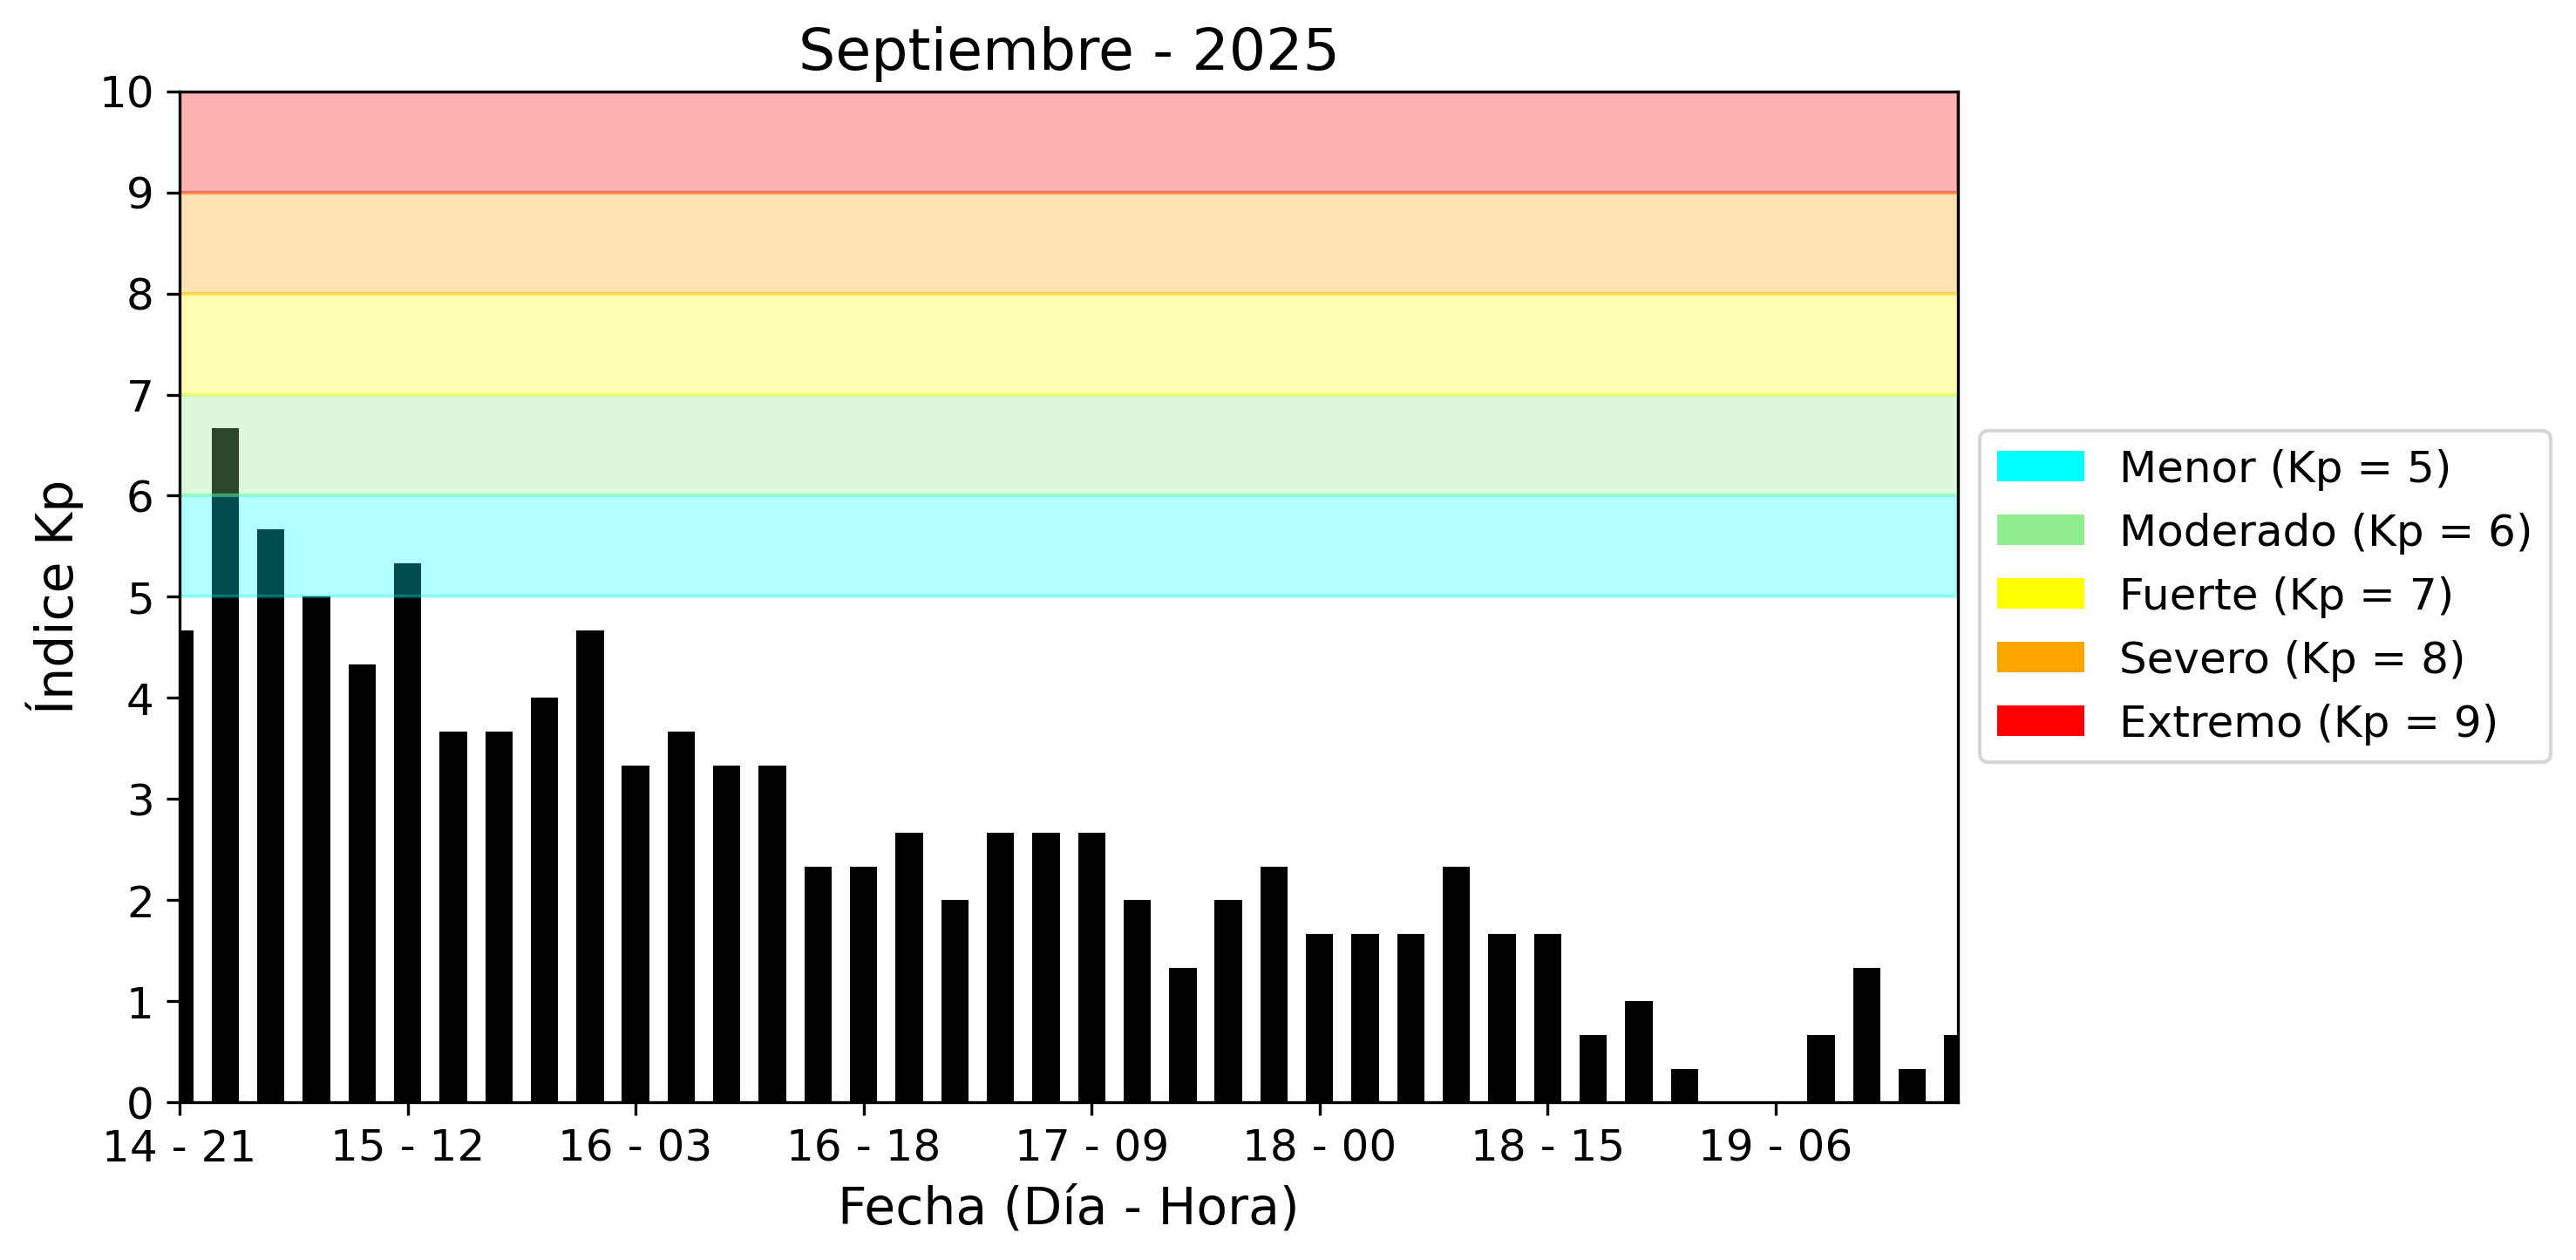 Septiembre - 2025
Índice Kp
10
9
8
7
6
5
4
3
2
1
0
14 - 21
15 - 12
16 - 03
16 - 18
17 - 09
18 - 00
18 - 15
19 - 06
Fecha (Día - Hora)
Menor (Kp = 5)
Moderado (Kp = 6)
Fuerte (Kp = 7)
Severo (Kp = 8)
Extremo (Kp = 9)